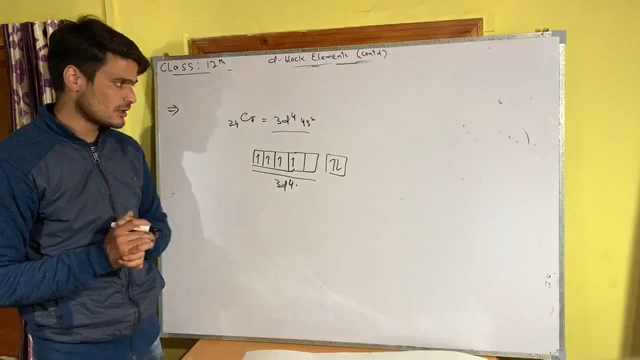 Class: 12th d-block Elements (Contd)
⇒
24Cr = 3d⁴ 4s²
↑ ↑ ↑ ↑ ↑↓
3d4.